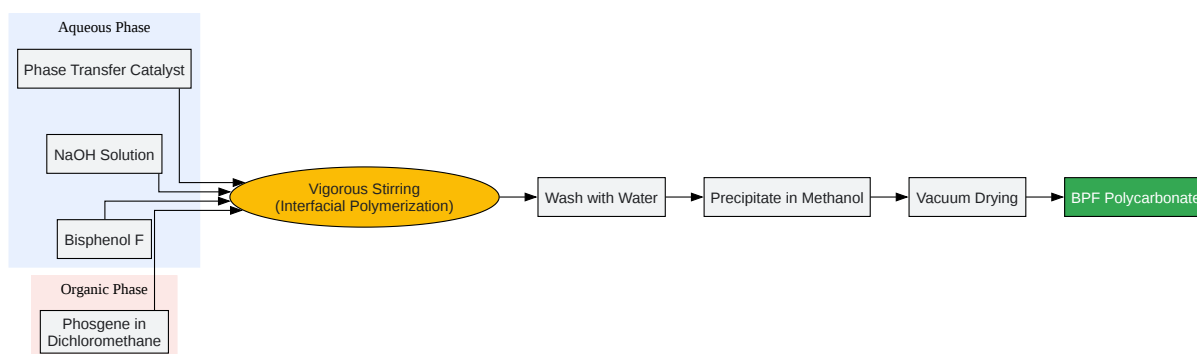 Aqueous Phase
Phase Transfer Catalyst
NaOH Solution
Bisphenol F
Organic Phase
Phosgene in
Dichloromethane
Vigorous Stirring
(Interfacial Polymerization)
Wash with Water
Precipitate in Methanol
Vacuum Drying
BPF Polycarbonate